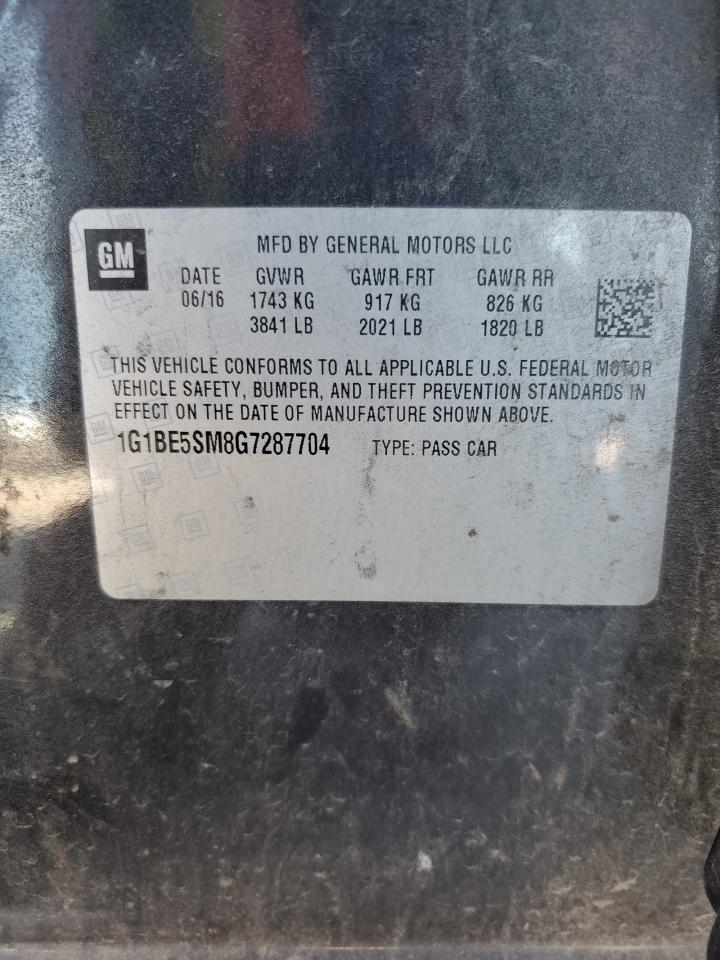 GM
MFD BY GENERAL MOTORS LLC
DATE GVWR GAWR FRT GAWR RR
06/16 1743 KG 917 KG 826 KG
3841 LB 2021 LB 1820 LB
THIS VEHICLE CONFORMS TO ALL APPLICABLE U.S. FEDERAL MOTOR
VEHICLE SAFETY, BUMPER, AND THEFT PREVENTION STANDARDS IN
EFFECT ON THE DATE OF MANUFACTURE SHOWN ABOVE.
1G1BE5SM8G7287704 TYPE: PASS CAR